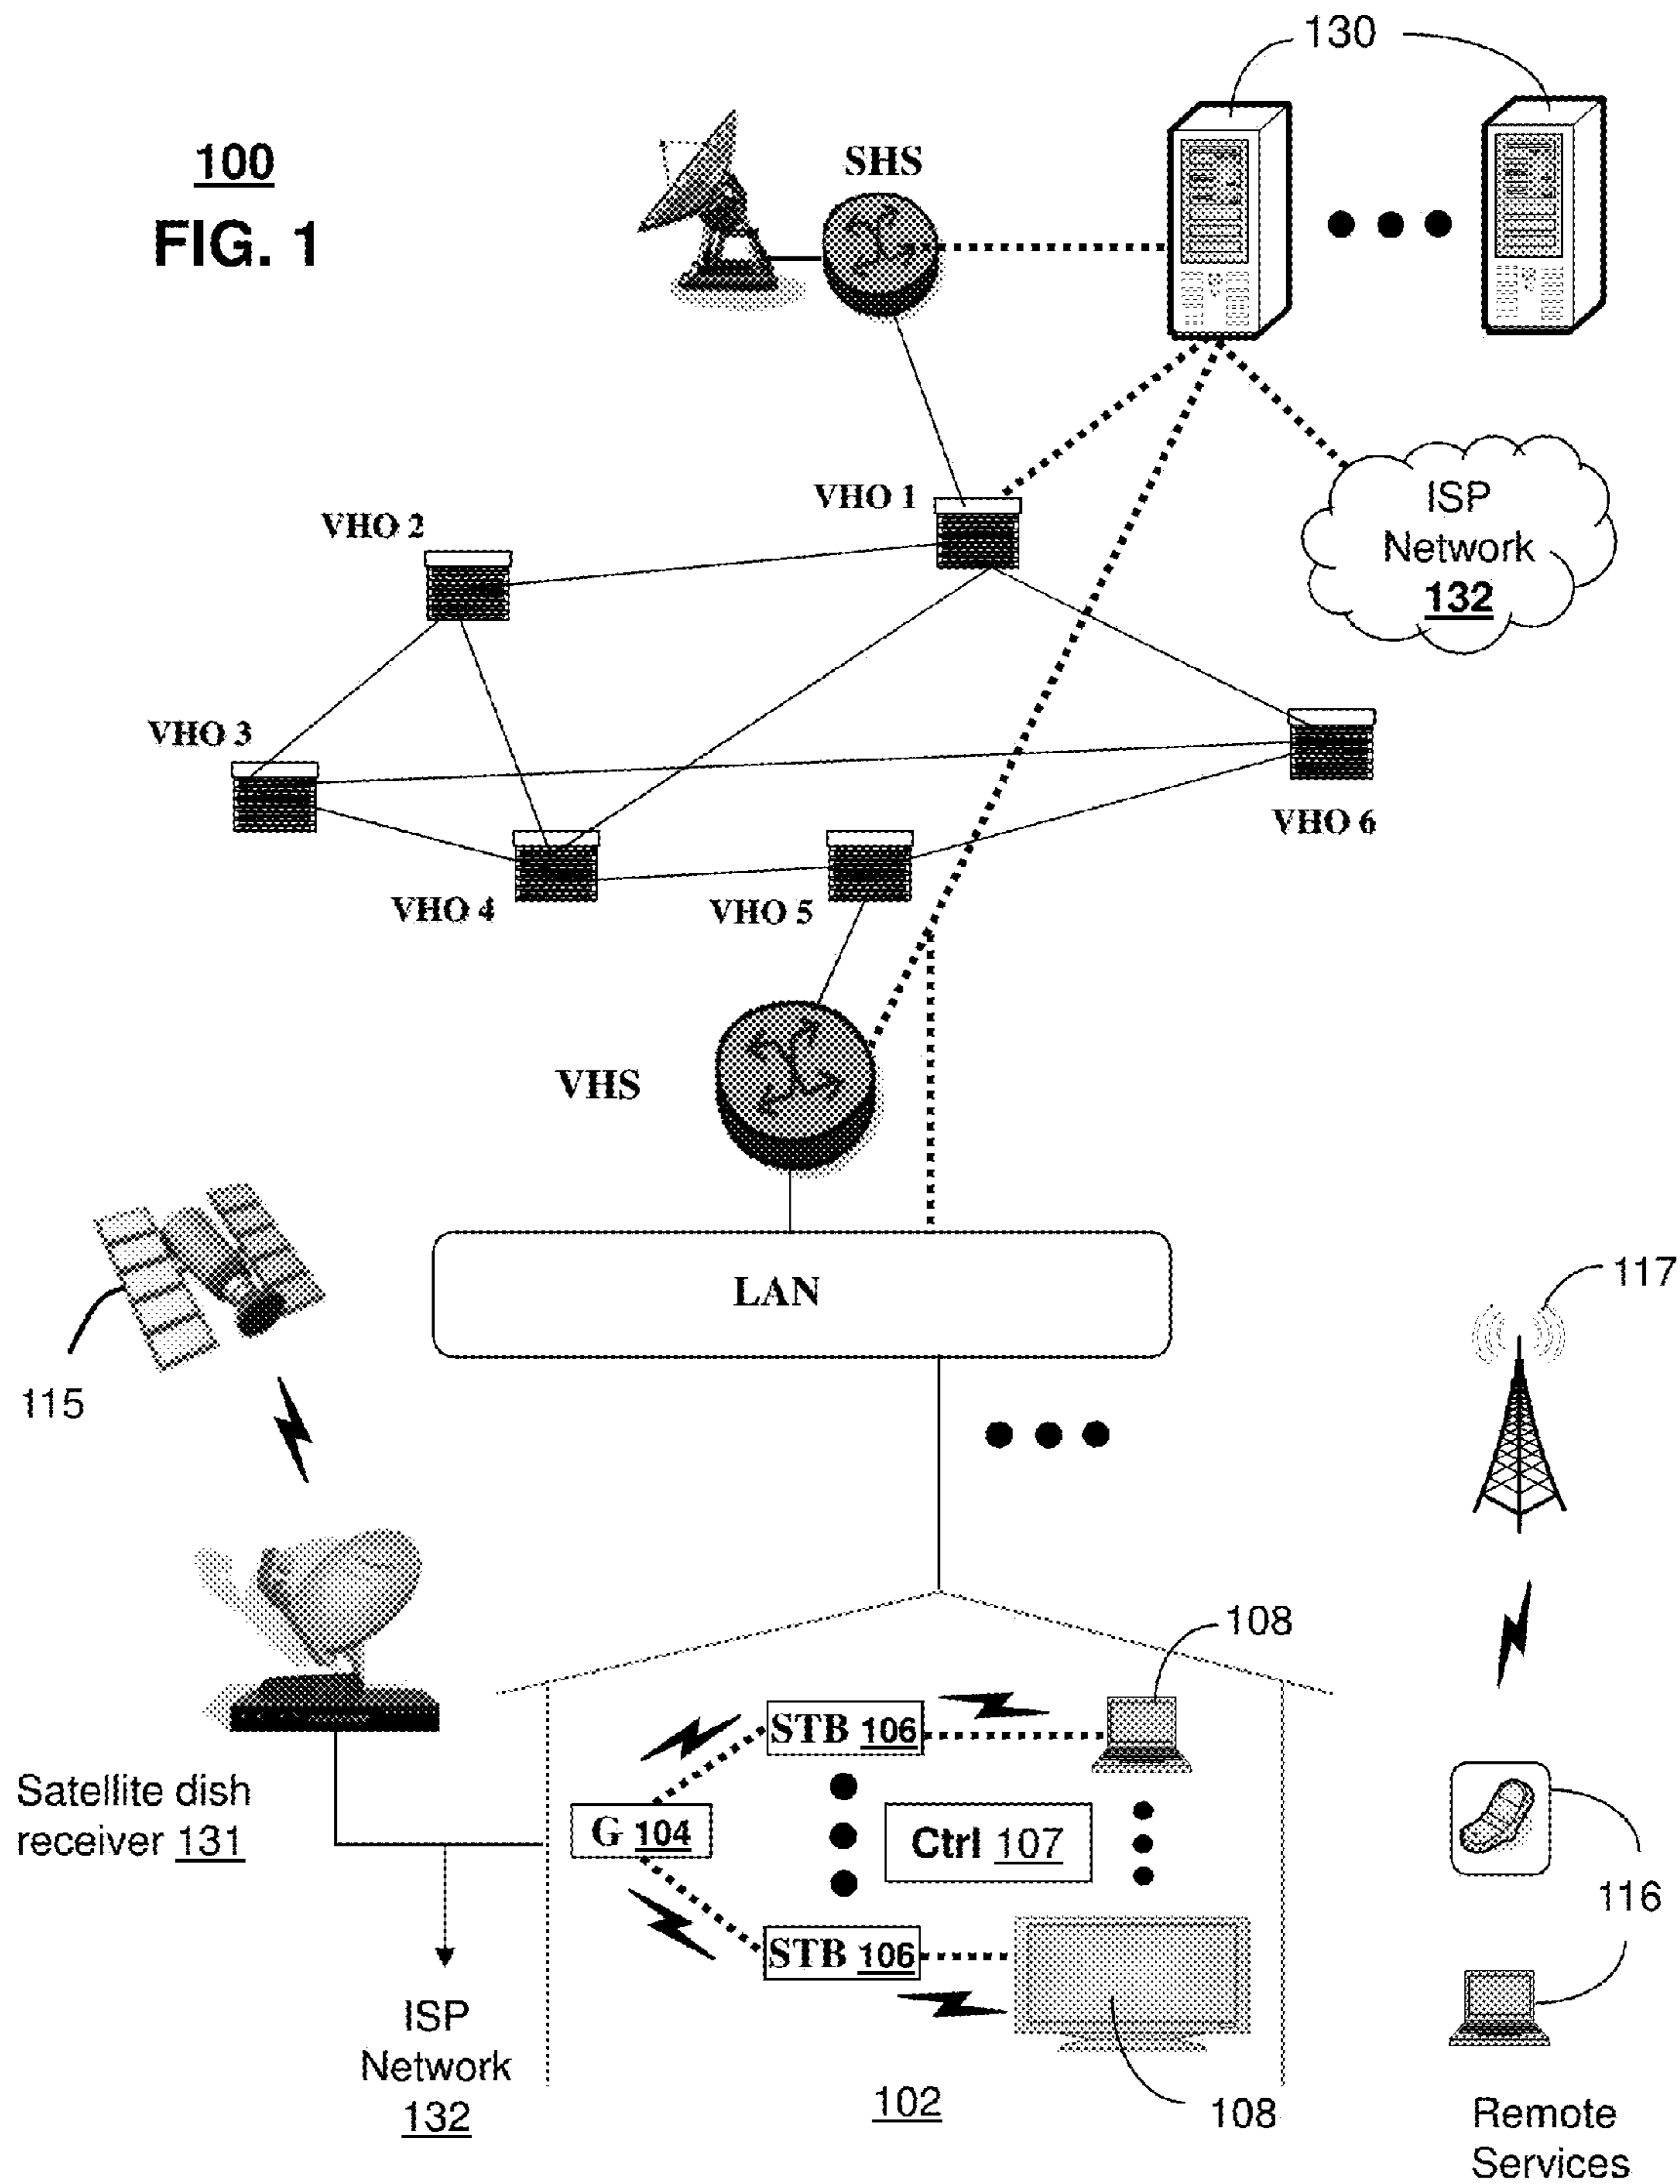 130
100
FIG. 1
SHS
ISP
Network
132
VHO 1
VHO 2
VHO 3
VHO 6
VHO 4
VHO 5
VHS
LAN
117
115
108
STB 106
Satellite dish
receiver 131
G 104
Ctrl 107
116
STB 106
ISP
Network
132
102
108
Remote
Services